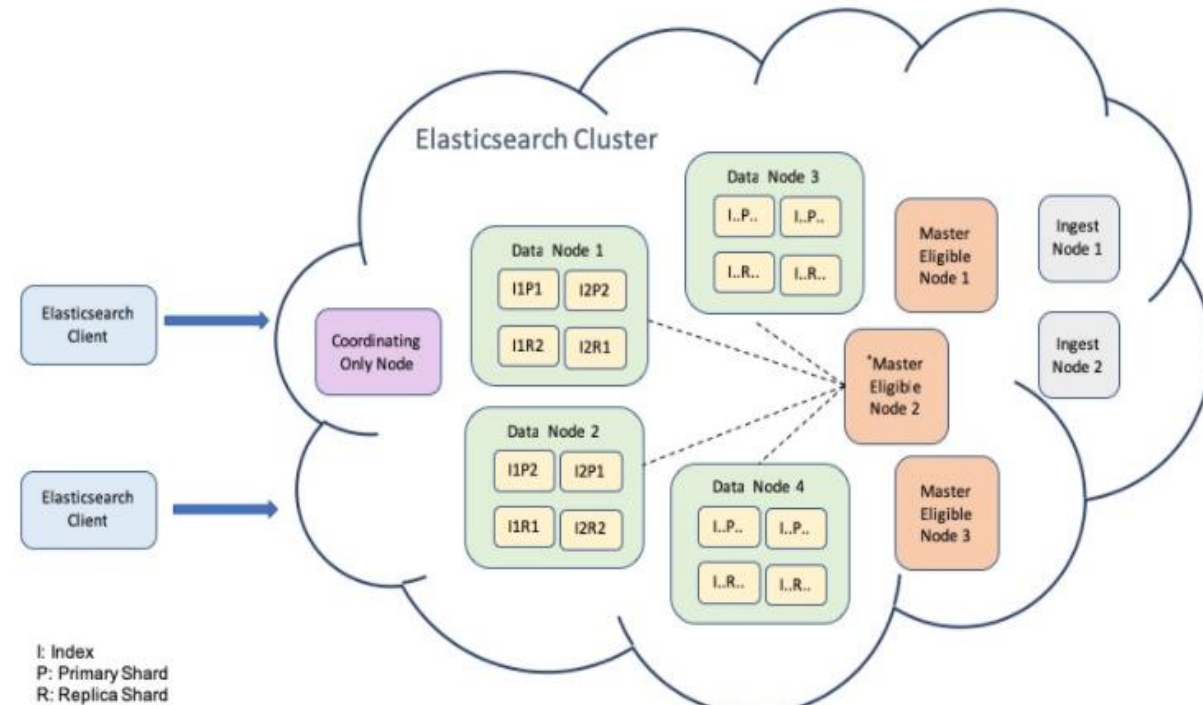 Elasticsearch Cluster
Elasticsearch
Client
Elasticsearch
Client
Coordinating
Only Node
Data Node 1
I1P1 I2P2
I1R2 I2R1
Data Node 2
I1P2 I2P1
I1R1 I2R2
Data Node 3
I..P.. I..P..
I..R.. I..R..
Data Node 4
I..P.. I..P..
I..R.. I..R..
Master
Eligible
Node 1
*Master
Eligible
Node 2
Master
Eligible
Node 3
Ingest
Node 1
Ingest
Node 2
I: Index
P: Primary Shard
R: Replica Shard